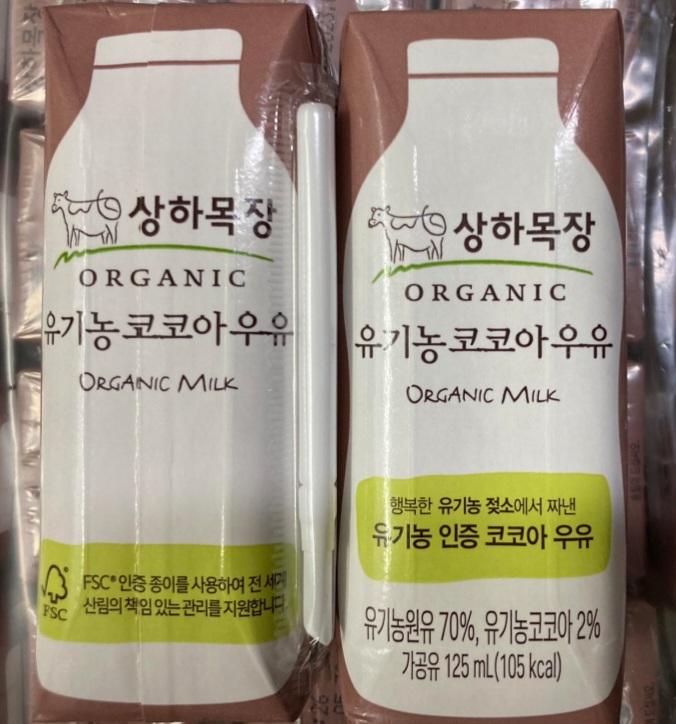 상하목장
ORGANIC
유기농코코아우유
ORGANIC MILK
FSC® 인증 종이를 사용하여 전 세계
산림의 책임 있는 관리를 지원합니다
FSC
상하목장
ORGANIC
유기농코코아우유
ORGANIC MILK
행복한 유기농 젖소에서 짜낸
유기농 인증 코코아 우유
유기농원유 70%, 유기농코코아 2%
가공유 125 mL(105 kcal)